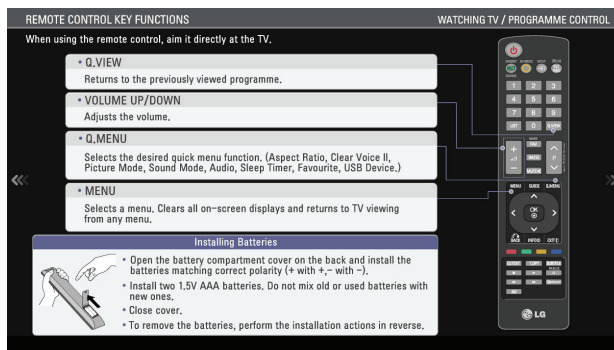 REMOTE CONTROL KEY FUNCTIONS
WATCHING TV / PROGRAMME CONTROL
When using the remote control, aim it directly at the TV.
• Q.VIEW
Returns to the previously viewed programme.
• VOLUME UP/DOWN
Adjusts the volume.
• Q.MENU
Selects the desired quick menu function. (Aspect Ratio, Clear Voice II,
Picture Mode, Sound Mode, Audio, Sleep Timer, Favourite, USB Device.)
• MENU
Selects a menu. Clears all on-screen displays and returns to TV viewing
from any menu.
Installing Batteries
• Open the battery compartment cover on the back and install the
batteries matching correct polarity (+ with +,- with -).
• Install two 1.5V AAA batteries. Do not mix old or used batteries with
new ones.
• Close cover.
• To remove the batteries, perform the installation actions in reverse.
1 2 3
4 5 6
7 8 9
LIST 0 Q.VIEW
FAV
+
RATIO P
- MUTE
MENU GUIDE Q.MENU
OK
BACK INFO EXIT
LG